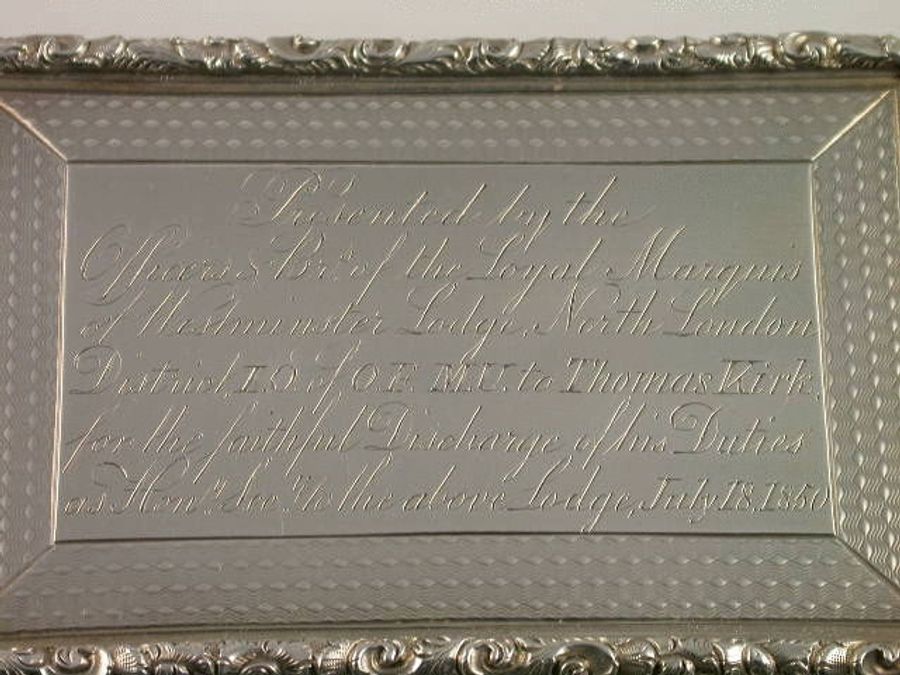 Presented by the
Officers & Brs. of the Loyal Marquis
of Westminster Lodge, North London
District, I.O. of O.F. M.U. to Thomas Kirk,
for the faithful Discharge of his Duties
as Hony. Secy. to the above Lodge, July 18, 1850